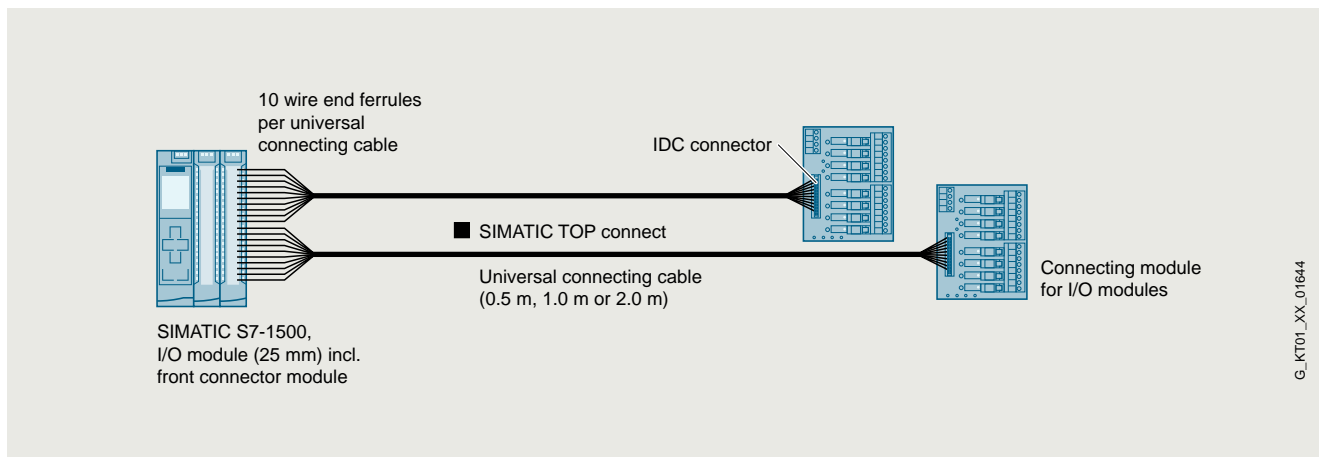 10 wire end ferrules
per universal
connecting cable
IDC connector
SIMATIC TOP connect
Universal connecting cable
(0.5 m, 1.0 m or 2.0 m)
Connecting module
for I/O modules
SIMATIC S7-1500,
I/O module (25 mm) incl.
front connector module
G_KT01_XX_01644